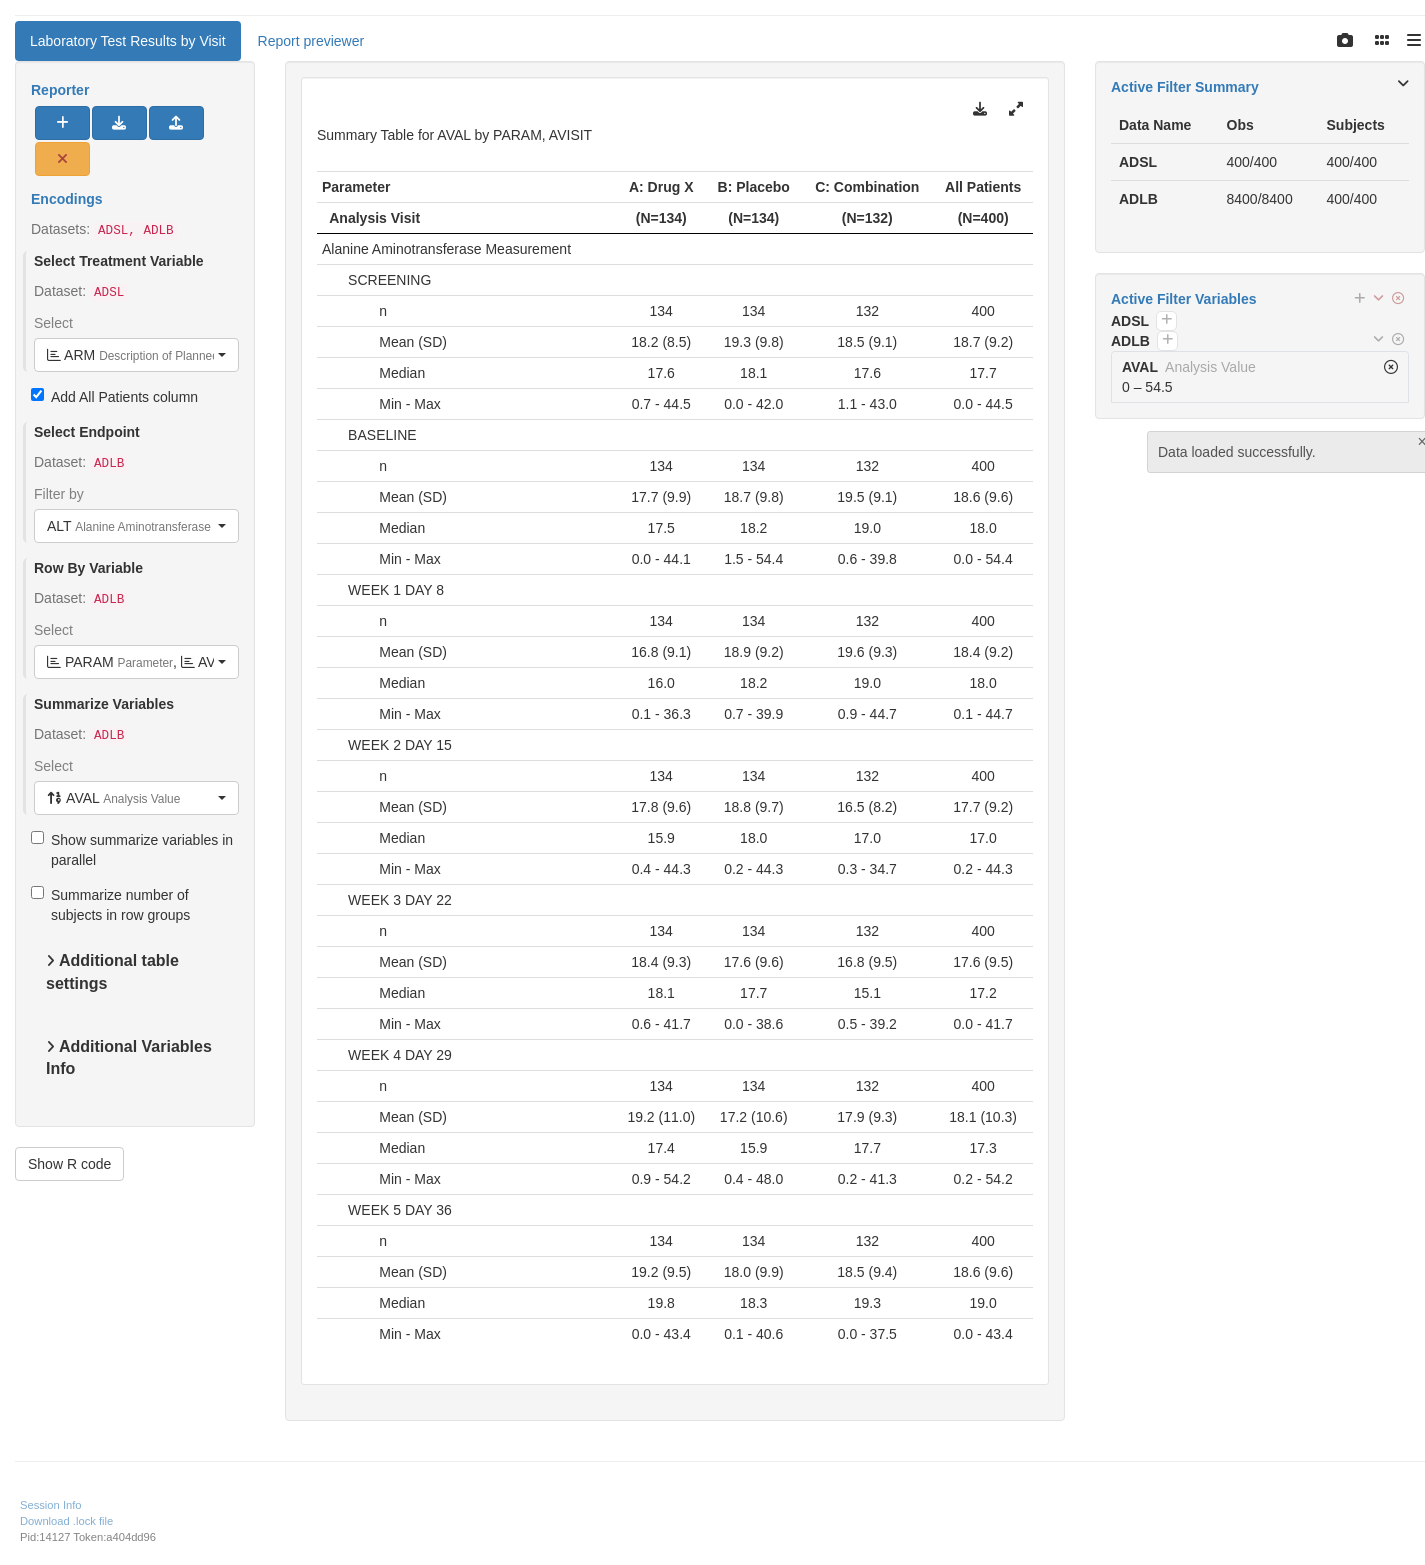 Laboratory Test Results by Visit Report previewer
Reporter
Encodings
Datasets: ADSL, ADLB
Select Treatment Variable
Dataset: ADSL
Select
ARM Description of Planned
Add All Patients column
Select Endpoint
Dataset: ADLB
Filter by
ALT Alanine Aminotransferase
Row By Variable
Dataset: ADLB
Select
PARAM Parameter, AV
Summarize Variables
Dataset: ADLB
Select
AVAL Analysis Value
Show summarize variables in
parallel
Summarize number of
subjects in row groups
Additional table
settings
Additional Variables
Info
Show R code
Summary Table for AVAL by PARAM, AVISIT
Parameter A: Drug X B: Placebo C: Combination All Patients
Analysis Visit (N=134) (N=134) (N=132) (N=400)
Alanine Aminotransferase Measurement
SCREENING
n 134 134 132 400
Mean (SD) 18.2 (8.5) 19.3 (9.8) 18.5 (9.1) 18.7 (9.2)
Median 17.6 18.1 17.6 17.7
Min - Max 0.7 - 44.5 0.0 - 42.0 1.1 - 43.0 0.0 - 44.5
BASELINE
n 134 134 132 400
Mean (SD) 17.7 (9.9) 18.7 (9.8) 19.5 (9.1) 18.6 (9.6)
Median 17.5 18.2 19.0 18.0
Min - Max 0.0 - 44.1 1.5 - 54.4 0.6 - 39.8 0.0 - 54.4
WEEK 1 DAY 8
n 134 134 132 400
Mean (SD) 16.8 (9.1) 18.9 (9.2) 19.6 (9.3) 18.4 (9.2)
Median 16.0 18.2 19.0 18.0
Min - Max 0.1 - 36.3 0.7 - 39.9 0.9 - 44.7 0.1 - 44.7
WEEK 2 DAY 15
n 134 134 132 400
Mean (SD) 17.8 (9.6) 18.8 (9.7) 16.5 (8.2) 17.7 (9.2)
Median 15.9 18.0 17.0 17.0
Min - Max 0.4 - 44.3 0.2 - 44.3 0.3 - 34.7 0.2 - 44.3
WEEK 3 DAY 22
n 134 134 132 400
Mean (SD) 18.4 (9.3) 17.6 (9.6) 16.8 (9.5) 17.6 (9.5)
Median 18.1 17.7 15.1 17.2
Min - Max 0.6 - 41.7 0.0 - 38.6 0.5 - 39.2 0.0 - 41.7
WEEK 4 DAY 29
n 134 134 132 400
Mean (SD) 19.2 (11.0) 17.2 (10.6) 17.9 (9.3) 18.1 (10.3)
Median 17.4 15.9 17.7 17.3
Min - Max 0.9 - 54.2 0.4 - 48.0 0.2 - 41.3 0.2 - 54.2
WEEK 5 DAY 36
n 134 134 132 400
Mean (SD) 19.2 (9.5) 18.0 (9.9) 18.5 (9.4) 18.6 (9.6)
Median 19.8 18.3 19.3 19.0
Min - Max 0.0 - 43.4 0.1 - 40.6 0.0 - 37.5 0.0 - 43.4
Active Filter Summary
Data Name Obs Subjects
ADSL 400/400 400/400
ADLB 8400/8400 400/400
Active Filter Variables
ADSL
ADLB
AVAL Analysis Value
0 – 54.5
Data loaded successfully.
Session Info
Download .lock file
Pid:14127 Token:a404dd96